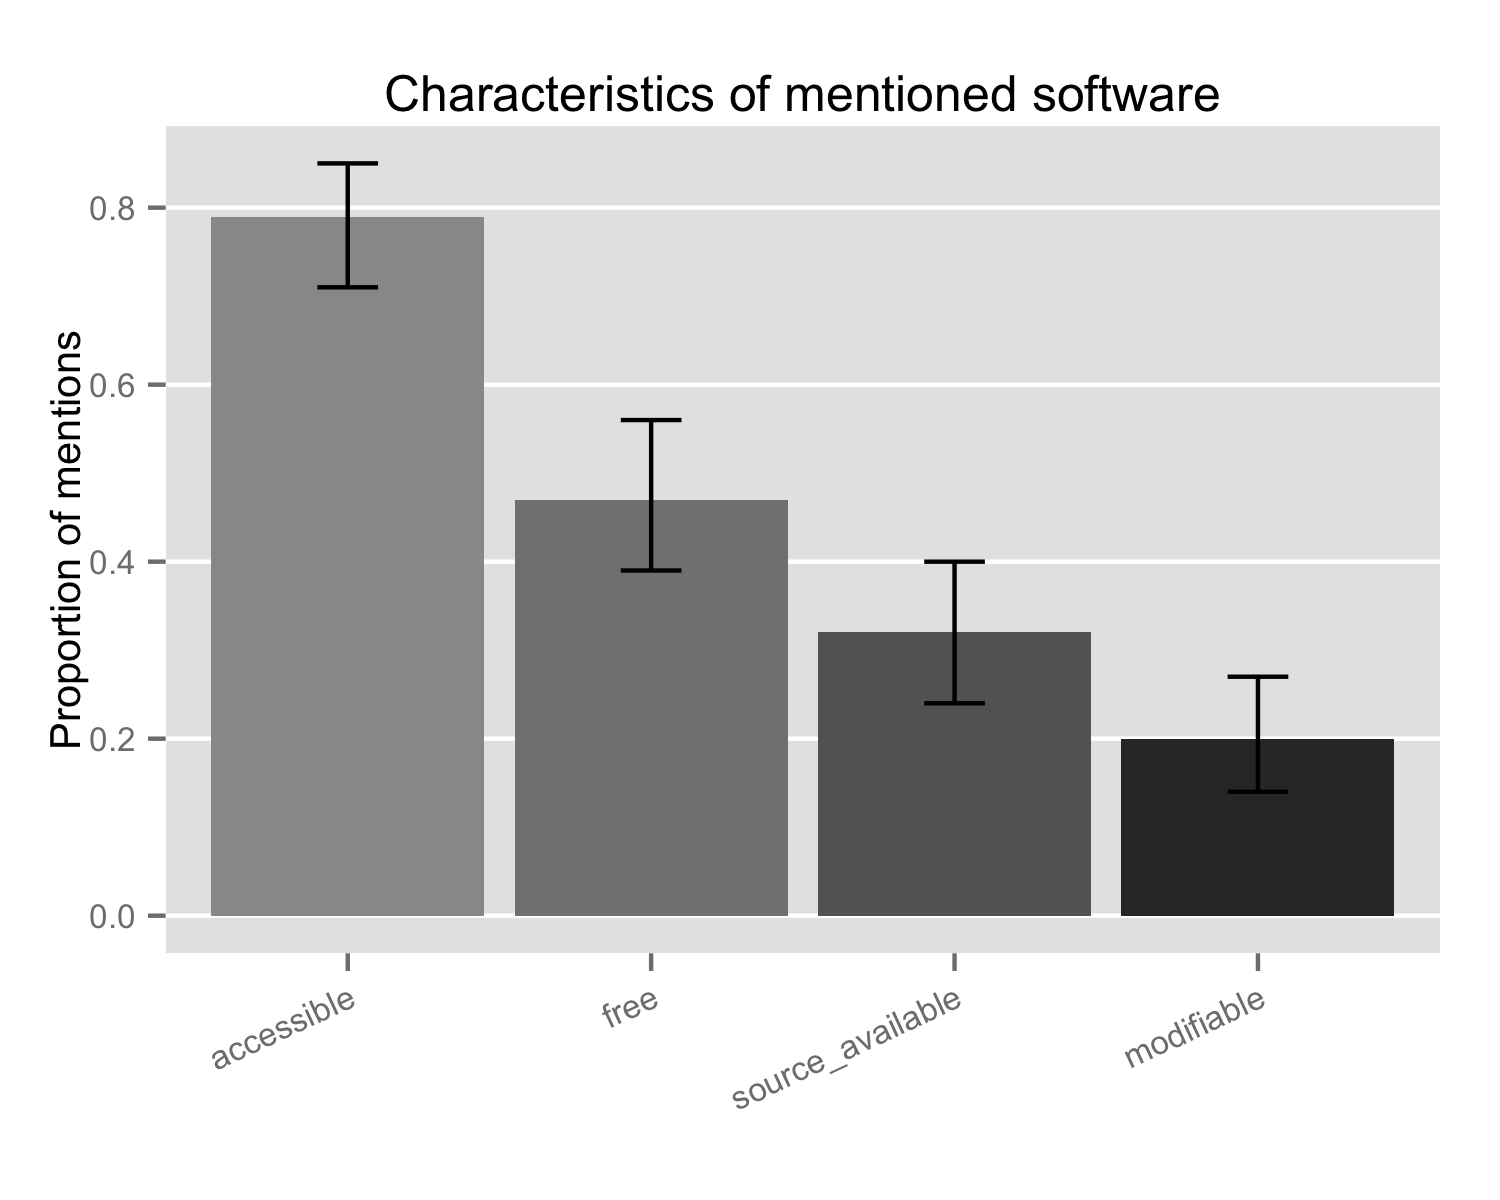 Characteristics of mentioned software
Proportion of mentions
0.8
0.6
0.4
0.2
0.0
accessible
free
source_available
modifiable